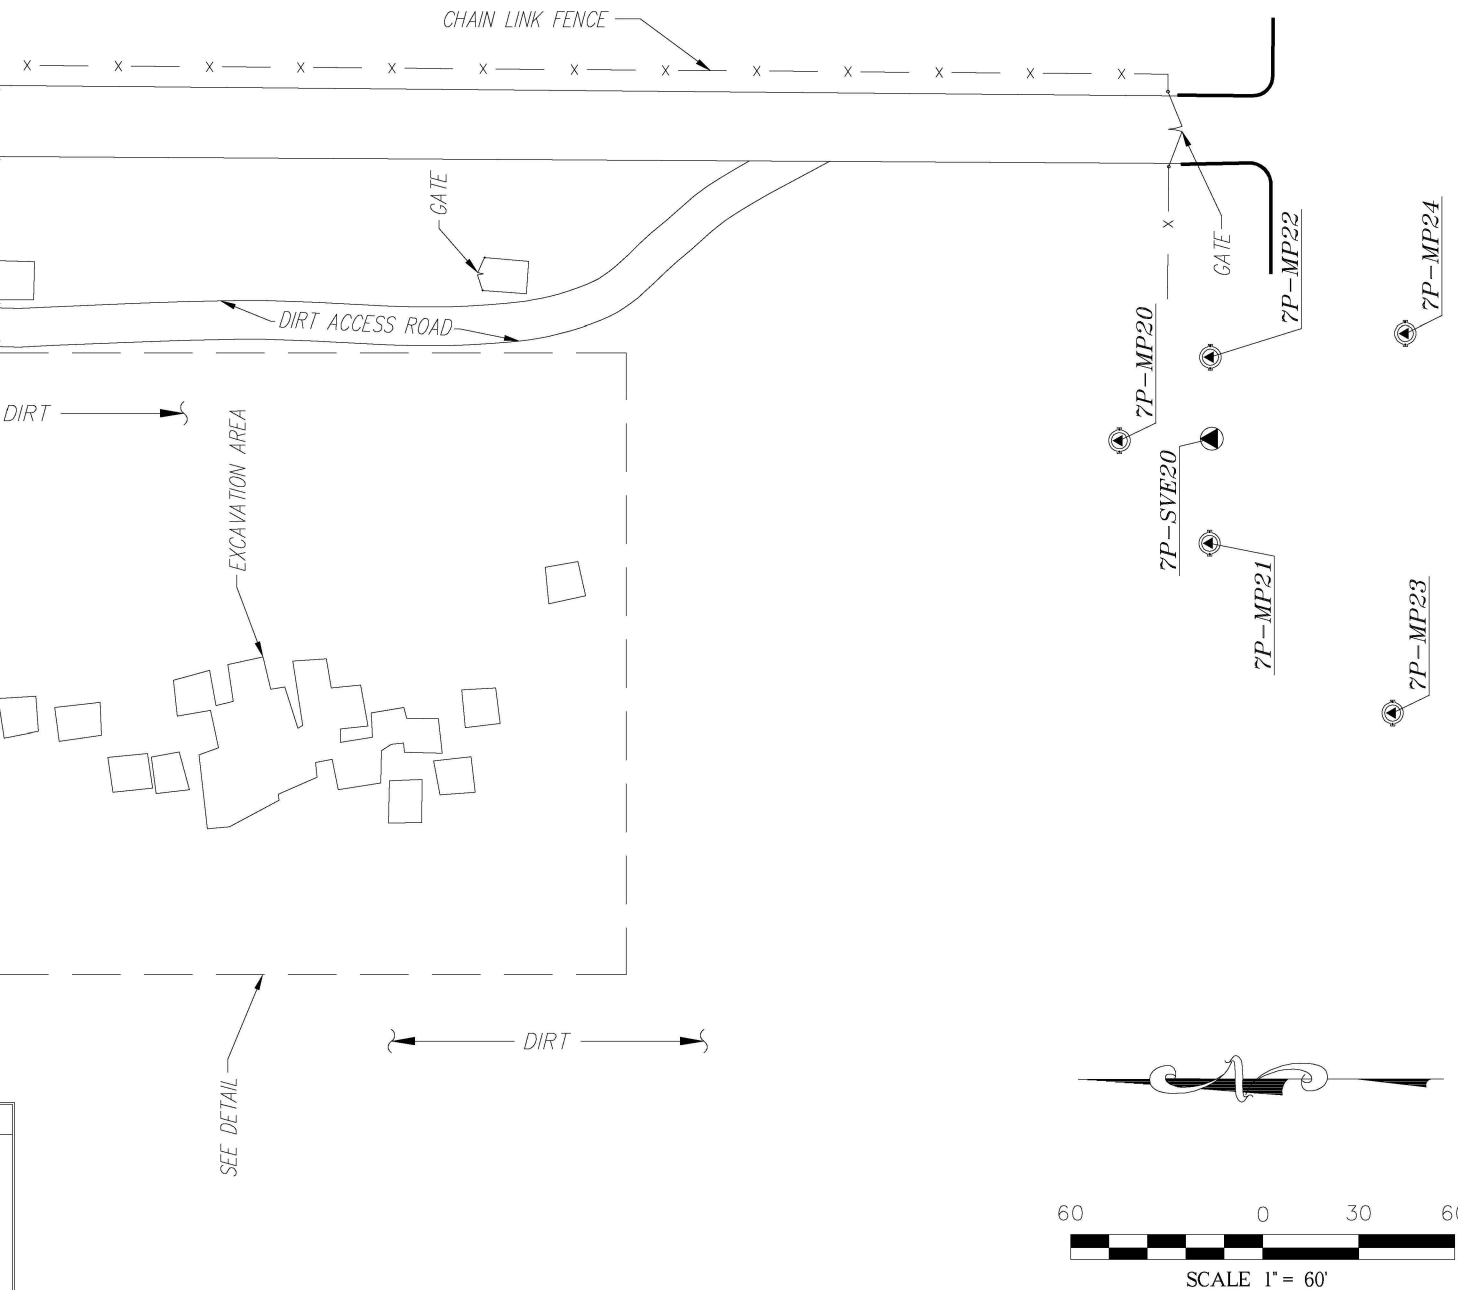 CHAIN LINK FENCE
X X X X X X X X X X X X X
GATE
X
GATE
7P-MP22
7P-MP24
DIRT ACCESS ROAD
7P-MP20
DIRT
EXCAVATION AREA
7P-SVE20
7P-MP21
7P-MP23
DIRT
SEE DETAIL
N
60 0 30 60
SCALE 1" = 60'